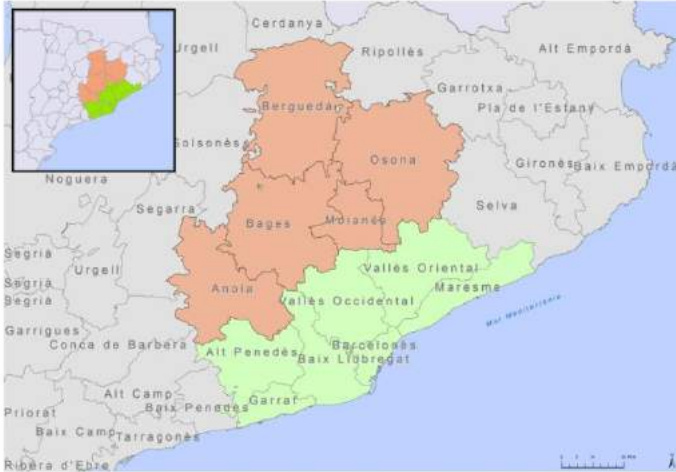 Cerdanya
Urgell
Ripollès
Alt Empordà
Garrotxa
Berguedà
Pla de l'Estany
Solsonès
Osona
Gironès
Baix Empordà
Noguera
Segarra
Bages
Moianès
Selva
Segrià
Urgell
Vallès Oriental
Segrià
Anoia
Maresme
Segrià
Vallès Occidental
Mar Mediterrània
Garrigues
Conca de Barberà
Alt Penedès
Barcelonès
Baix Llobregat
Alt Camp
Garraf
Priorat
Baix Penedès
Baix Camp
Tarragonès
Ribera d'Ebre